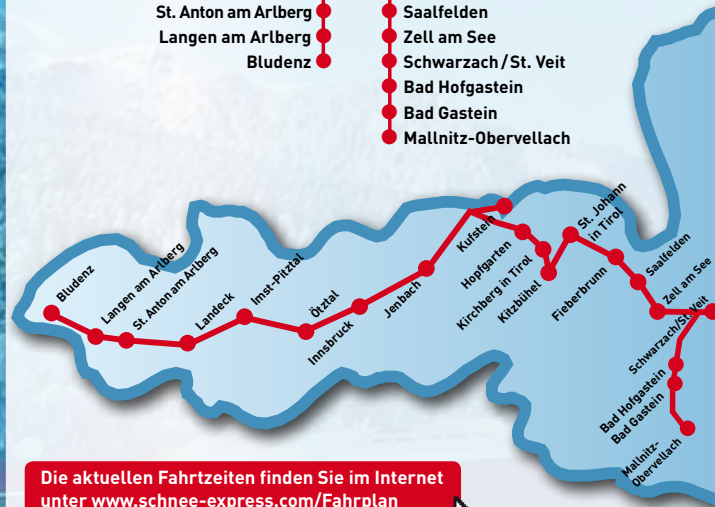 St. Anton am Arlberg
Langen am Arlberg
Bludenz
Saalfelden
Zell am See
Schwarzach/St. Veit
Bad Hofgastein
Bad Gastein
Mallnitz-Obervellach
Bludenz
Langen am Arlberg
St. Anton am Arlberg
Landeck
Imst-Pitztal
Ötztal
Innsbruck
Jenbach
Kufstein
Hopfgarten
Kirchberg in Tirol
Kitzbühel
St. Johann
in Tirol
Fieberbrunn
Saalfelden
Zell am See
Schwarzach/St. Veit
Bad Hofgastein
Bad Gastein
Mallnitz-
Obervellach
Die aktuellen Fahrtzeiten finden Sie im Internet
unter www.schnee-express.com/Fahrplan